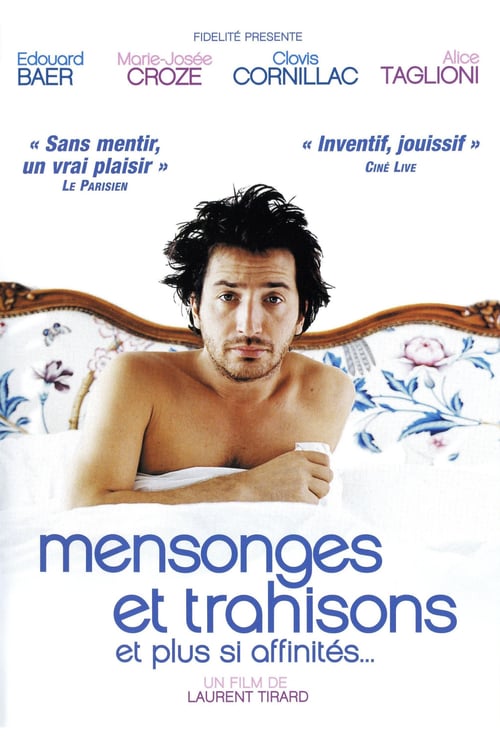 FIDELITÉ PRESENTE
Edouard BAER
Marie-Josée CROZE
Clovis CORNILLAC
Alice TAGLIONI
« Sans mentir,
un vrai plaisir »
LE PARISIEN
« Inventif, jouissif »
CINÉ LIVE
mensonges
et trahisons
et plus si affinités...
UN FILM DE
LAURENT TIRARD